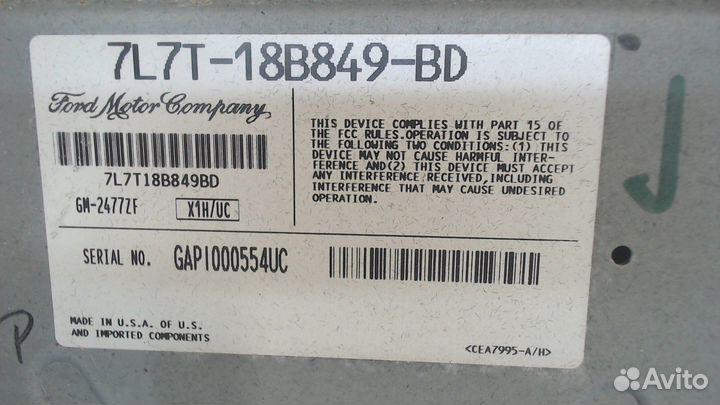 7L7T-18B849-BD
Ford Motor Company
7L7T18B849BD
GM-2477ZF X1H/UC
THIS DEVICE COMPLIES WITH PART 15 OF
THE FCC RULES.OPERATION IS SUBJECT TO
THE FOLLOWING TWO CONDITIONS:(1) THIS
DEVICE MAY NOT CAUSE HARMFUL INTER-
FERENCE AND(2) THIS DEVICE MUST ACCEPT
ANY INTERFERENCE RECEIVED,INCLUDING
INTERFERENCE THAT MAY CAUSE UNDESIRED
OPERATION.
SERIAL NO. GAPI000554UC
MADE IN U.S.A. OF U.S.
AND IMPORTED COMPONENTS
<CEA7995-A/H>
P
Avito